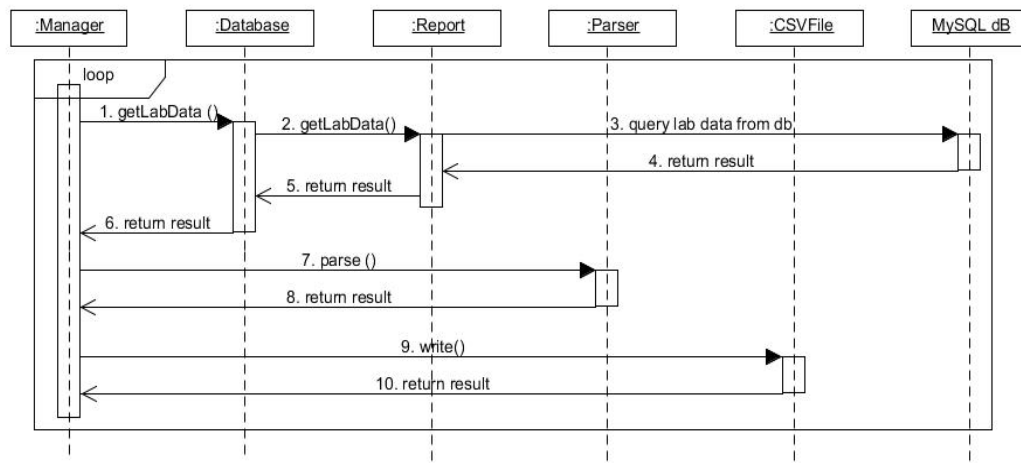 :Manager
:Database
:Report
:Parser
:CSVFile
MySQL dB
loop
1. getLabData ()
2. getLabData()
3. query lab data from db
4. return result
5. return result
6. return result
7. parse ()
8. return result
9. write()
10. return result